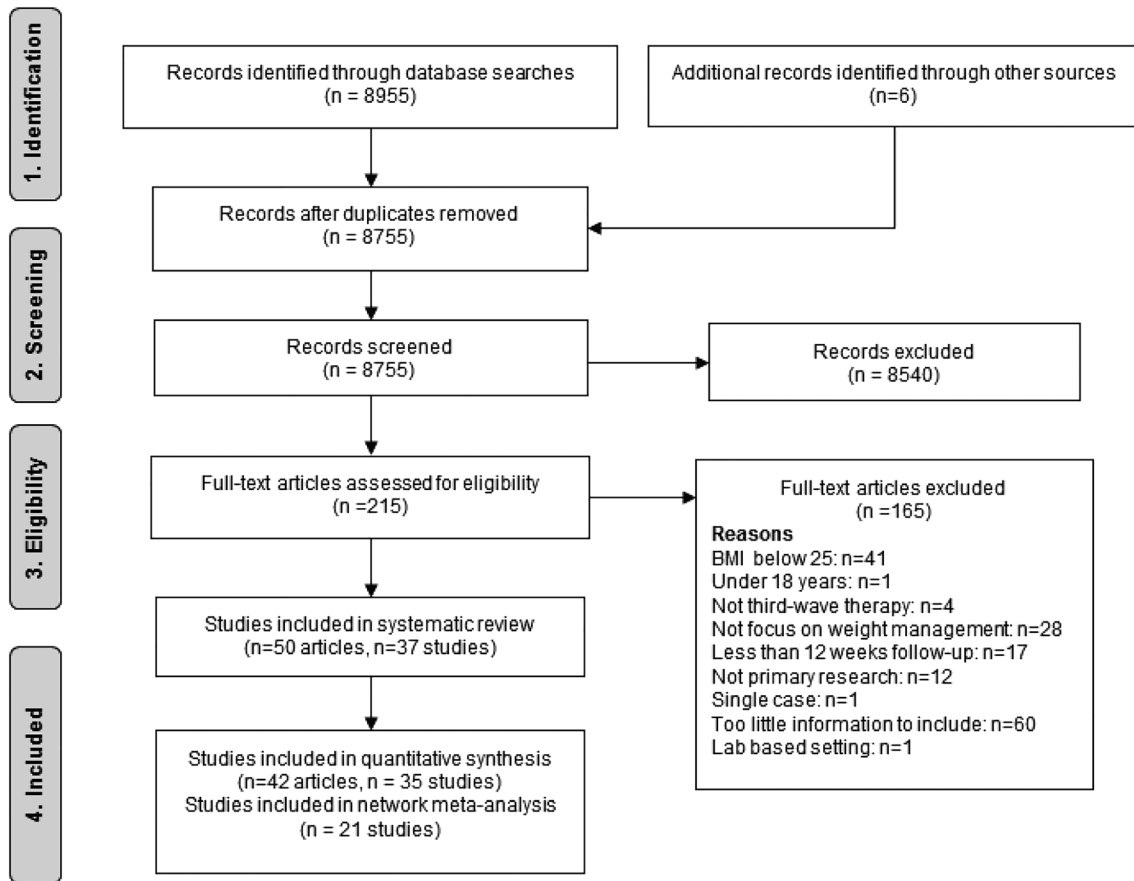 1. Identification
Records identified through database searches
(n = 8955)
Additional records identified through other sources
(n=6)
Records after duplicates removed
(n = 8755)
2. Screening
Records screened
(n = 8755)
Records excluded
(n = 8540)
3. Eligibility
Full-text articles assessed for eligibility
(n =215)
Full-text articles excluded
(n =165)
Reasons
BMI below 25: n=41
Under 18 years: n=1
Not third-wave therapy: n=4
Not focus on weight management: n=28
Less than 12 weeks follow-up: n=17
Not primary research: n=12
Single case: n=1
Too little information to include: n=60
Lab based setting: n=1
Studies included in systematic review
(n=50 articles, n=37 studies)
4. Included
Studies included in quantitative synthesis
(n=42 articles, n = 35 studies)
Studies included in network meta-analysis
(n = 21 studies)